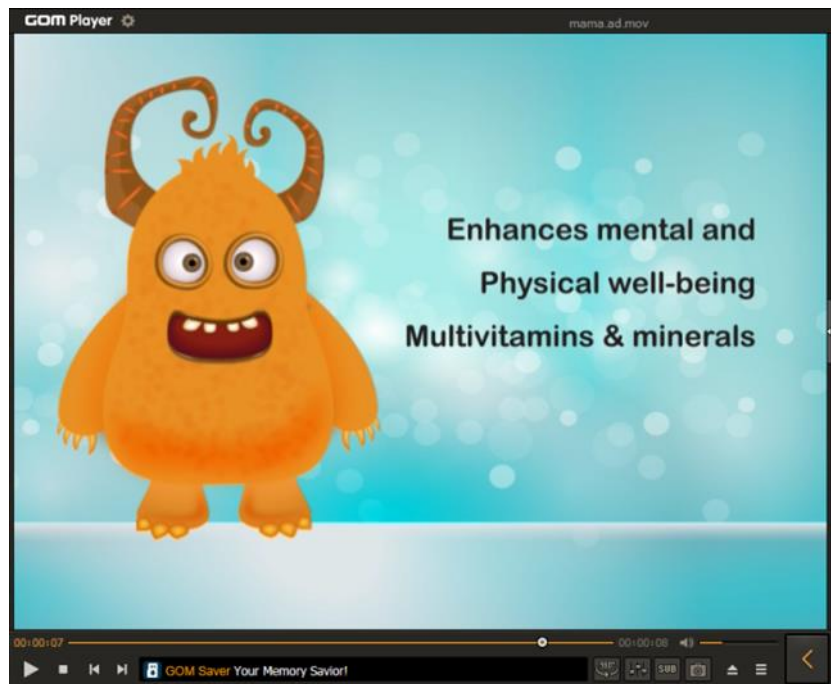 GOM Player
mama.ad.mov
Enhances mental and
Physical well-being
Multivitamins & minerals
00:00:07
00:00:08
GOM Saver Your Memory Savior!
SUB